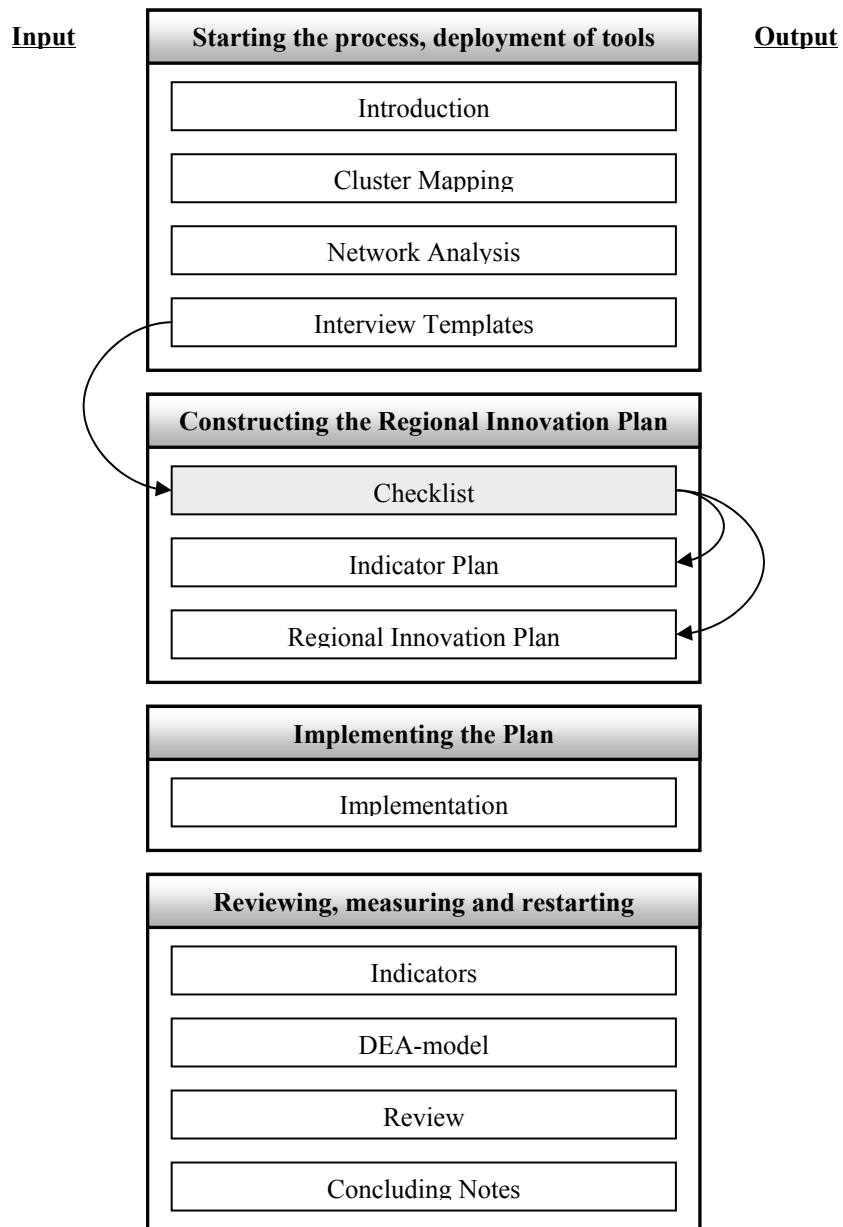 Input
Starting the process, deployment of tools
Output
Introduction
Cluster Mapping
Network Analysis
Interview Templates
Constructing the Regional Innovation Plan
Checklist
Indicator Plan
Regional Innovation Plan
Implementing the Plan
Implementation
Reviewing, measuring and restarting
Indicators
DEA-model
Review
Concluding Notes